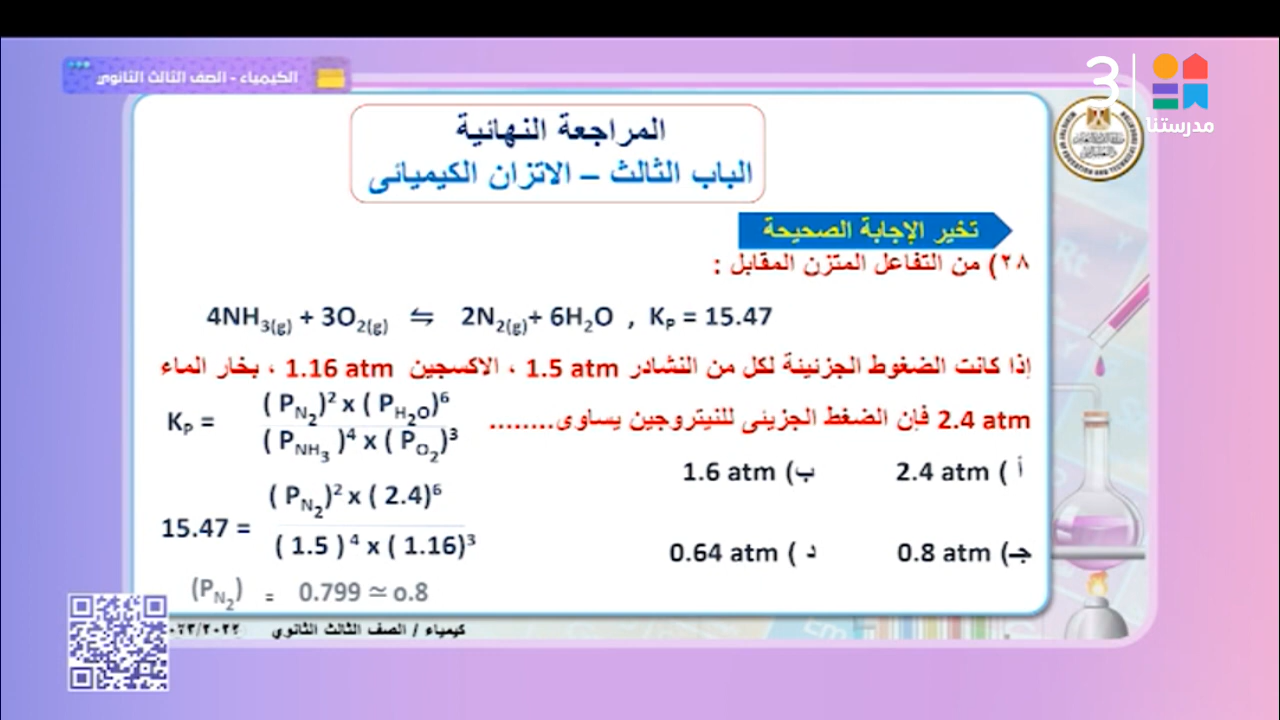 الكيمياء - الصف الثالث الثانوي
3
مدرستنا
المراجعة النهائية
الباب الثالث – الاتزان الكيميائى
تخير الإجابة الصحيحة
٢٨) من التفاعل المتزن المقابل :
4NH3(g) + 3O2(g) ⇋ 2N2(g)+ 6H2O , KP = 15.47
إذا كانت الضغوط الجزئيئة لكل من النشادر 1.5 atm ، الاكسجين 1.16 atm ، بخار الماء
2.4 atm فإن الضغط الجزيئى للنيتروجين يساوى........
KP = ( PN2)2 x ( PH2O)6
( PNH3 )4 x ( PO2)3
أ ) 2.4 atm
ب) 1.6 atm
15.47 = ( PN2)2 x ( 2.4)6
( 1.5 )4 x ( 1.16)3
جـ) 0.8 atm
د ) 0.64 atm
(PN2) = 0.799 ≃ o.8
كيمياء / الصف الثالث الثانوي